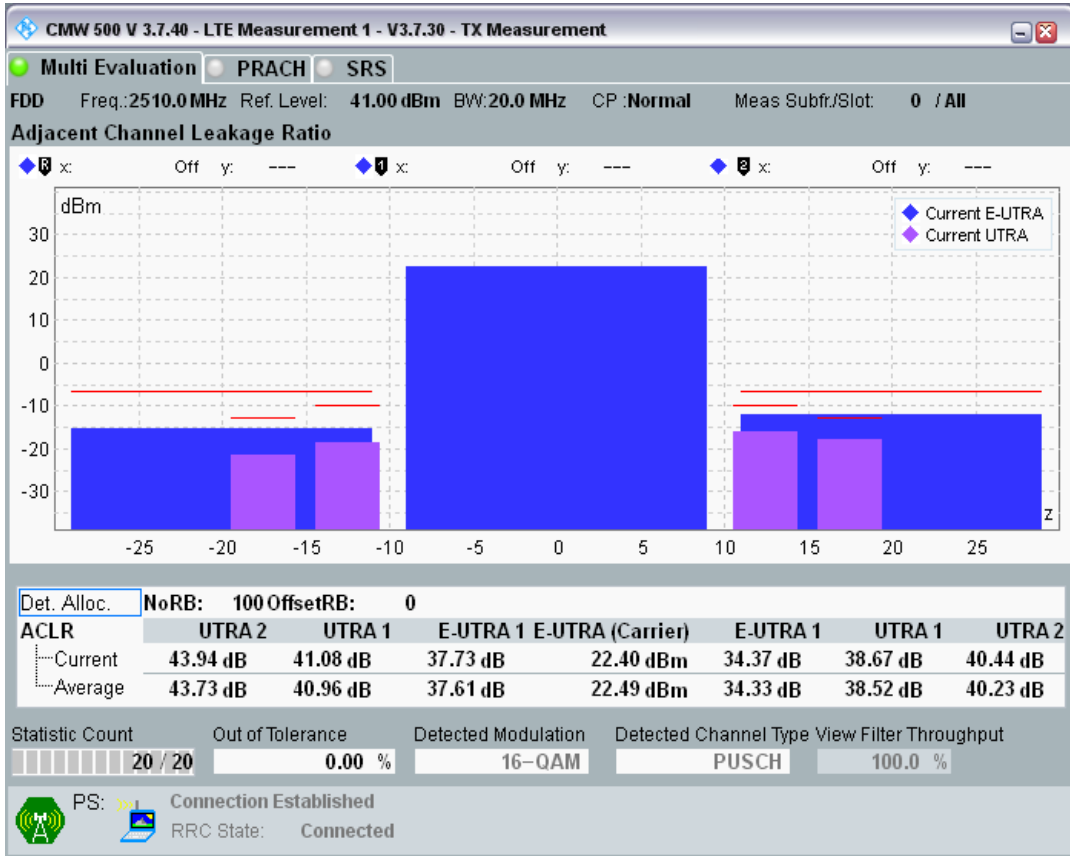 CMW 500 V 3.7.40 - LTE Measurement 1 - V3.7.30 - TX Measurement
Multi Evaluation PRACH SRS
FDD Freq.:2510.0 MHz Ref. Level: 41.00 dBm BW:20.0 MHz CP :Normal Meas Subfr./Slot: 0 / All
Adjacent Channel Leakage Ratio
R x: Off y: --- 1 x: Off y: --- 2 x: Off y: ---
dBm
Current E-UTRA
Current UTRA
30
20
10
0
-10
-20
-30
z
-25 -20 -15 -10 -5 0 5 10 15 20 25
Det. Alloc. NoRB: 100 OffsetRB: 0
ACLR UTRA 2 UTRA 1 E-UTRA 1 E-UTRA (Carrier) E-UTRA 1 UTRA 1 UTRA 2
Current 43.94 dB 41.08 dB 37.73 dB 22.40 dBm 34.37 dB 38.67 dB 40.44 dB
Average 43.73 dB 40.96 dB 37.61 dB 22.49 dBm 34.33 dB 38.52 dB 40.23 dB
Statistic Count Out of Tolerance Detected Modulation Detected Channel Type View Filter Throughput
20 / 20 0.00 % 16-QAM PUSCH 100.0 %
PS: Connection Established
RRC State: Connected